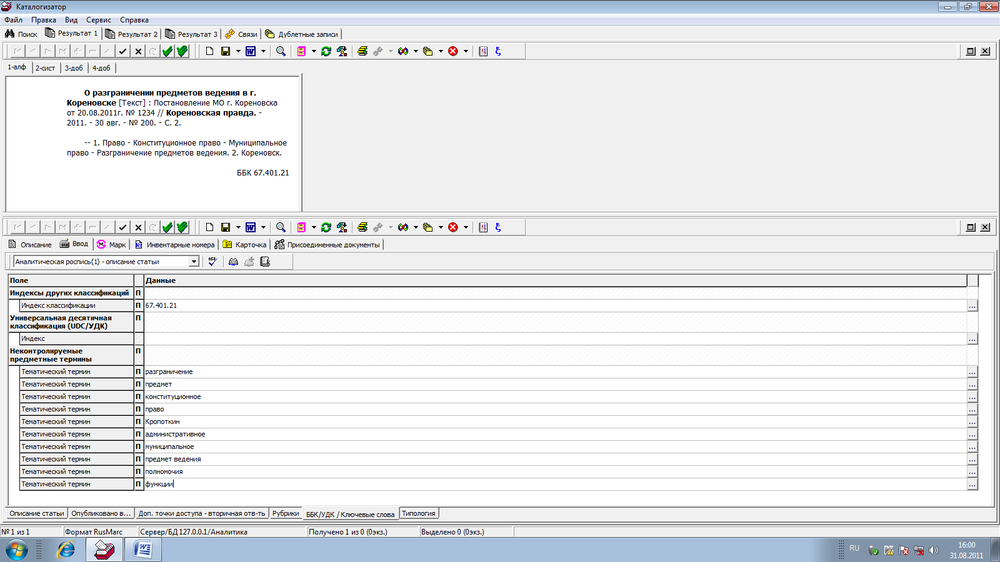 Каталогизатор
Файл Правка Вид Сервис Справка
Поиск Результат 1 Результат 2 Результат 3 Связи Дублетные записи
1-алф 2-сист 3-доб 4-доб
О разграничении предметов ведения в г.
Кореновске [Текст] : Постановление МО г. Кореновска
от 20.08.2011г. № 1234 // Кореновская правда. -
2011. - 30 авг. - № 200. - С. 2.
-- 1. Право - Конституционное право - Муниципальное
право - Разграничение предметов ведения. 2. Кореновск.
ББК 67.401.21
Описание Ввод Марк Инвентарные номера Карточка Присоединенные документы
Аналитическая роспись(1) - описание статьи
Поле Данные
Индексы других классификаций П
Индекс классификации П 67.401.21 ...
Универсальная десятичная П
классификация (UDC/УДК)
Индекс ...
Неконтролируемые П
предметные термины
Тематический термин П разграничение ...
Тематический термин П предмет ...
Тематический термин П конституционное ...
Тематический термин П право ...
Тематический термин П Кропоткин ...
Тематический термин П административное ...
Тематический термин П муниципальное ...
Тематический термин П предмет ведения ...
Тематический термин П полномочия ...
Тематический термин П функции ...
Описание статьи Опубликовано в... Доп. точки доступа - вторичная отв-ть Рубрики ББК/УДК / Ключевые слова Типология
№ 1 из 1 Формат RusMarc Сервер/БД 127.0.0.1/Аналитика Получено 1 из 0 (0экз.) Выделено 0 (0экз.)
RU 16:00
31.08.2011